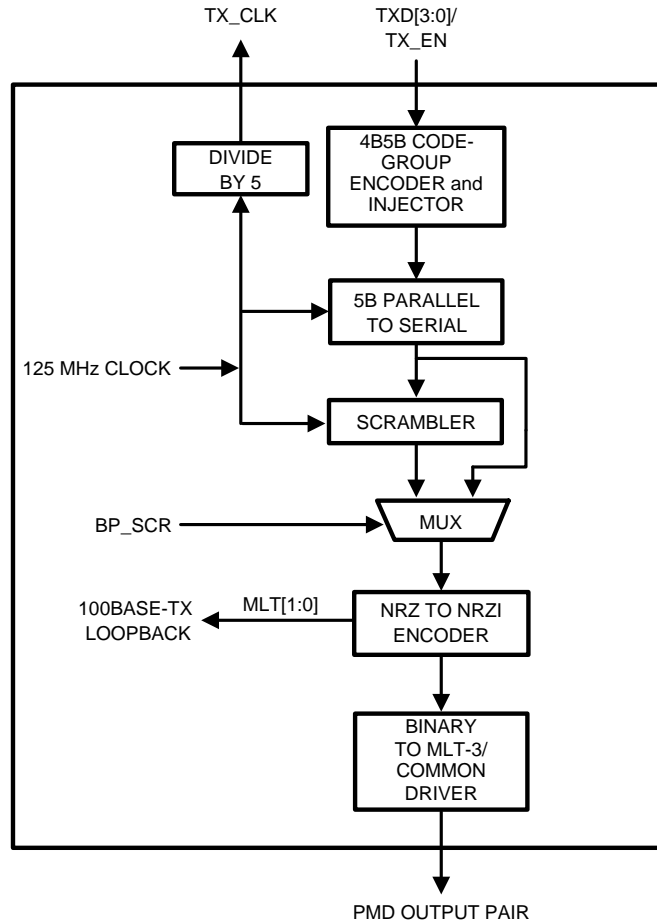 TX_CLK
TXD[3:0]/
TX_EN
DIVIDE
BY 5
4B5B CODE-
GROUP
ENCODER and
INJECTOR
5B PARALLEL
TO SERIAL
125 MHz CLOCK
SCRAMBLER
BP_SCR
MUX
100BASE-TX
LOOPBACK
MLT[1:0]
NRZ TO NRZI
ENCODER
BINARY
TO MLT-3/
COMMON
DRIVER
PMD OUTPUT PAIR